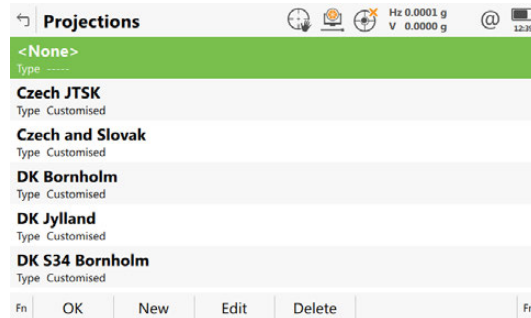 Projections
Hz 0.0001 g
V 0.0000 g
@
<None>
Type -----
Czech JTSK
Type Customised
Czech and Slovak
Type Customised
DK Bornholm
Type Customised
DK Jylland
Type Customised
DK S34 Bornholm
Type Customised
Fn OK New Edit Delete